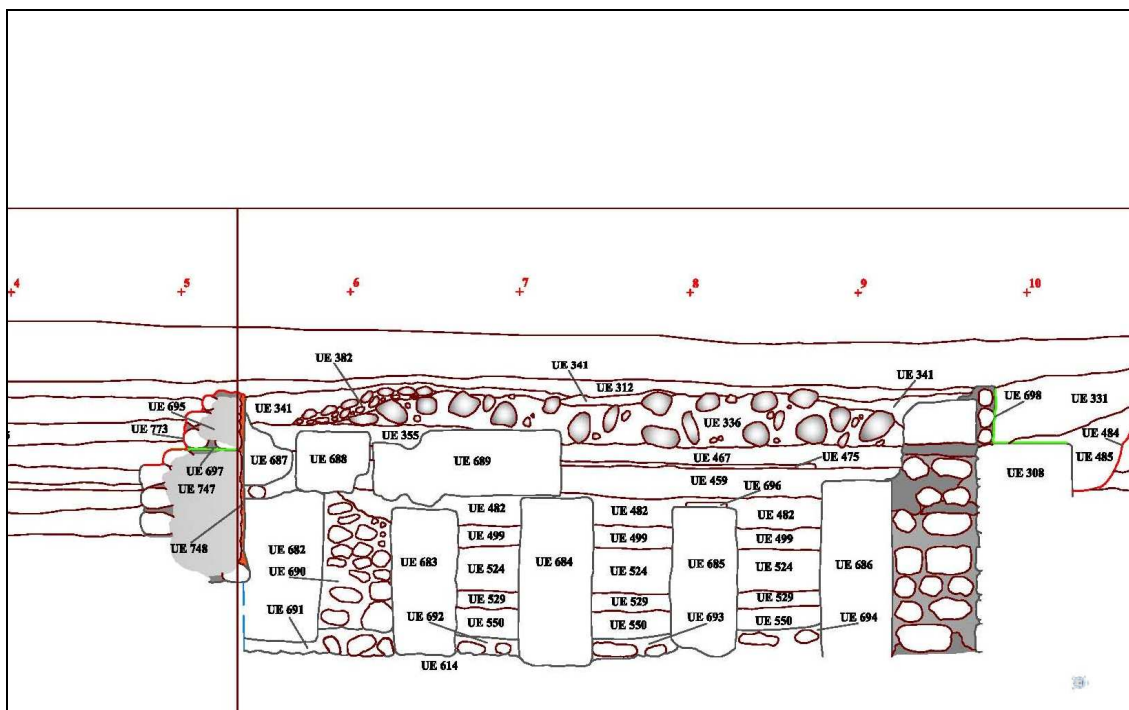 4
5
6
7
8
9
10
UE 382
UE 341
UE 341
UE 312
UE 695
UE 341
UE 698
UE 331
UE 773
UE 355
UE 336
UE 484
UE 697
UE 687
UE 688
UE 689
UE 467
UE 475
UE 308
UE 485
UE 747
UE 459
UE 696
UE 482
UE 482
UE 482
UE 748
UE 682
UE 499
UE 499
UE 499
UE 683
UE 684
UE 685
UE 686
UE 690
UE 524
UE 524
UE 524
UE 529
UE 529
UE 529
UE 691
UE 692
UE 550
UE 550
UE 693
UE 550
UE 694
UE 614